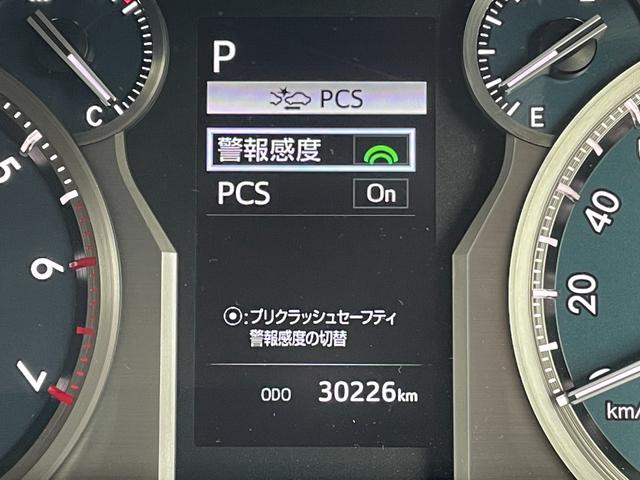 P
PCS
警報感度
PCS On
◉:プリクラッシュセーフティ
警報感度の切替
ODO 30226km
C
E
5
6
7
40
20
0
km/